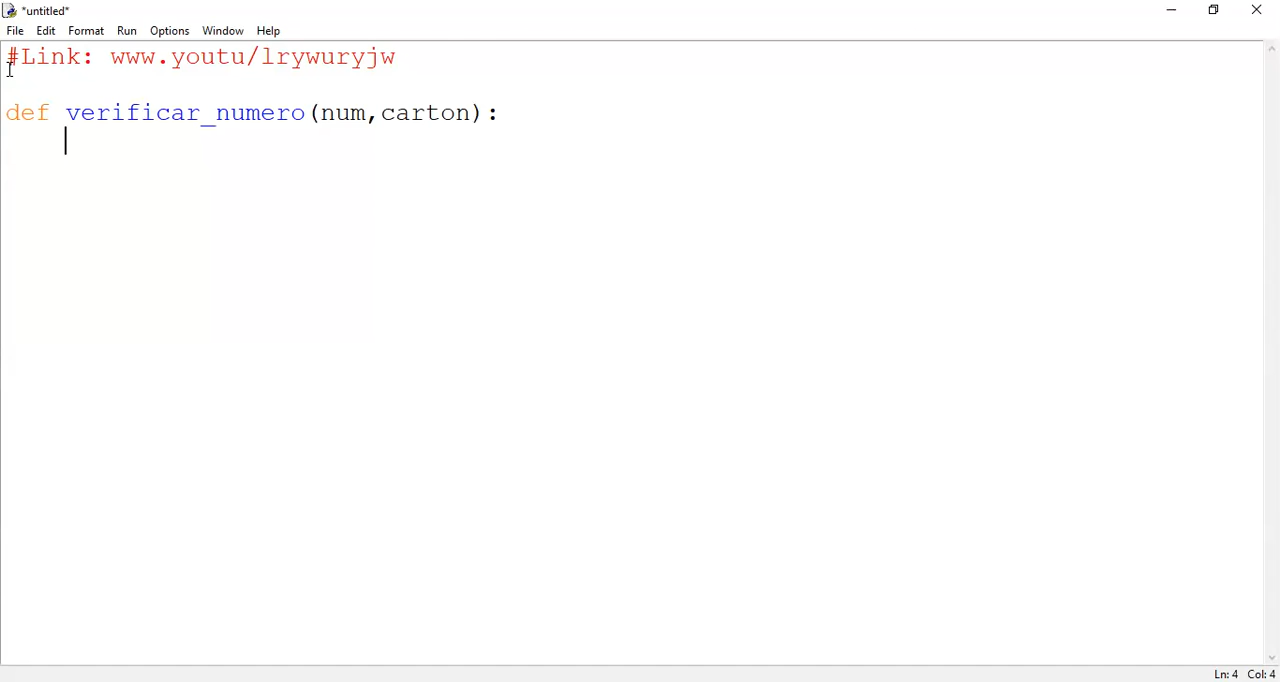 *untitled*
File Edit Format Run Options Window Help
#Link: www.youtu/lrywuryjw
def verificar_numero(num,carton):
Ln: 4 Col: 4